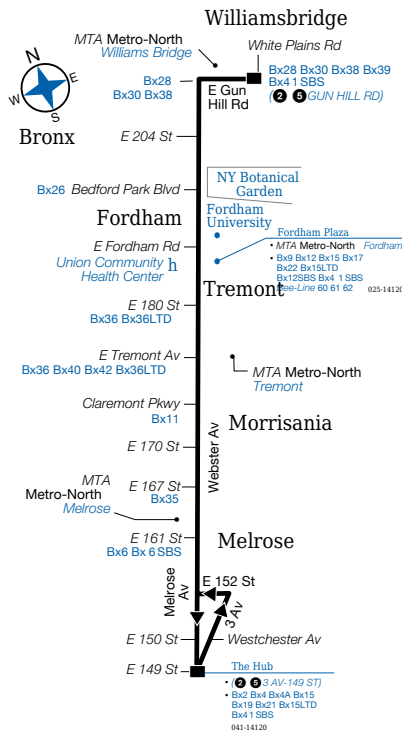 Williamsbridge
MTA Metro-North
Williams Bridge
White Plains Rd
N
E
S
W
Bx28
Bx30 Bx38
E Gun
Hill Rd
Bx28 Bx30 Bx38 Bx39
Bx41 SBS
(2 5 GUN HILL RD)
Bronx
E 204 St
NY Botanical
Garden
Bx26 Bedford Park Blvd
Fordham
Fordham
University
E Fordham Rd
Union Community h
Health Center
Fordham Plaza
• MTA Metro-North Fordham
• Bx9 Bx12 Bx15 Bx17
Bx22 Bx15LTD
Bx12SBS Bx4 1 SBS
Bee-Line 60 61 62
025-14120
Tremont
E 180 St
Bx36 Bx36LTD
E Tremont Av
Bx36 Bx40 Bx42 Bx36LTD
MTA Metro-North
Tremont
Claremont Pkwy
Bx11
Morrisania
E 170 St
Webster Av
MTA
Metro-North
Melrose
E 167 St
Bx35
E 161 St
Bx6 Bx 6 SBS
Melrose
Melrose
Av
E 152 St
3 Av
E 150 St
Westchester Av
E 149 St
The Hub
• (2 5 3 AV-149 ST)
• Bx2 Bx4 Bx4A Bx15
Bx19 Bx21 Bx15LTD
Bx41 SBS
041-14120